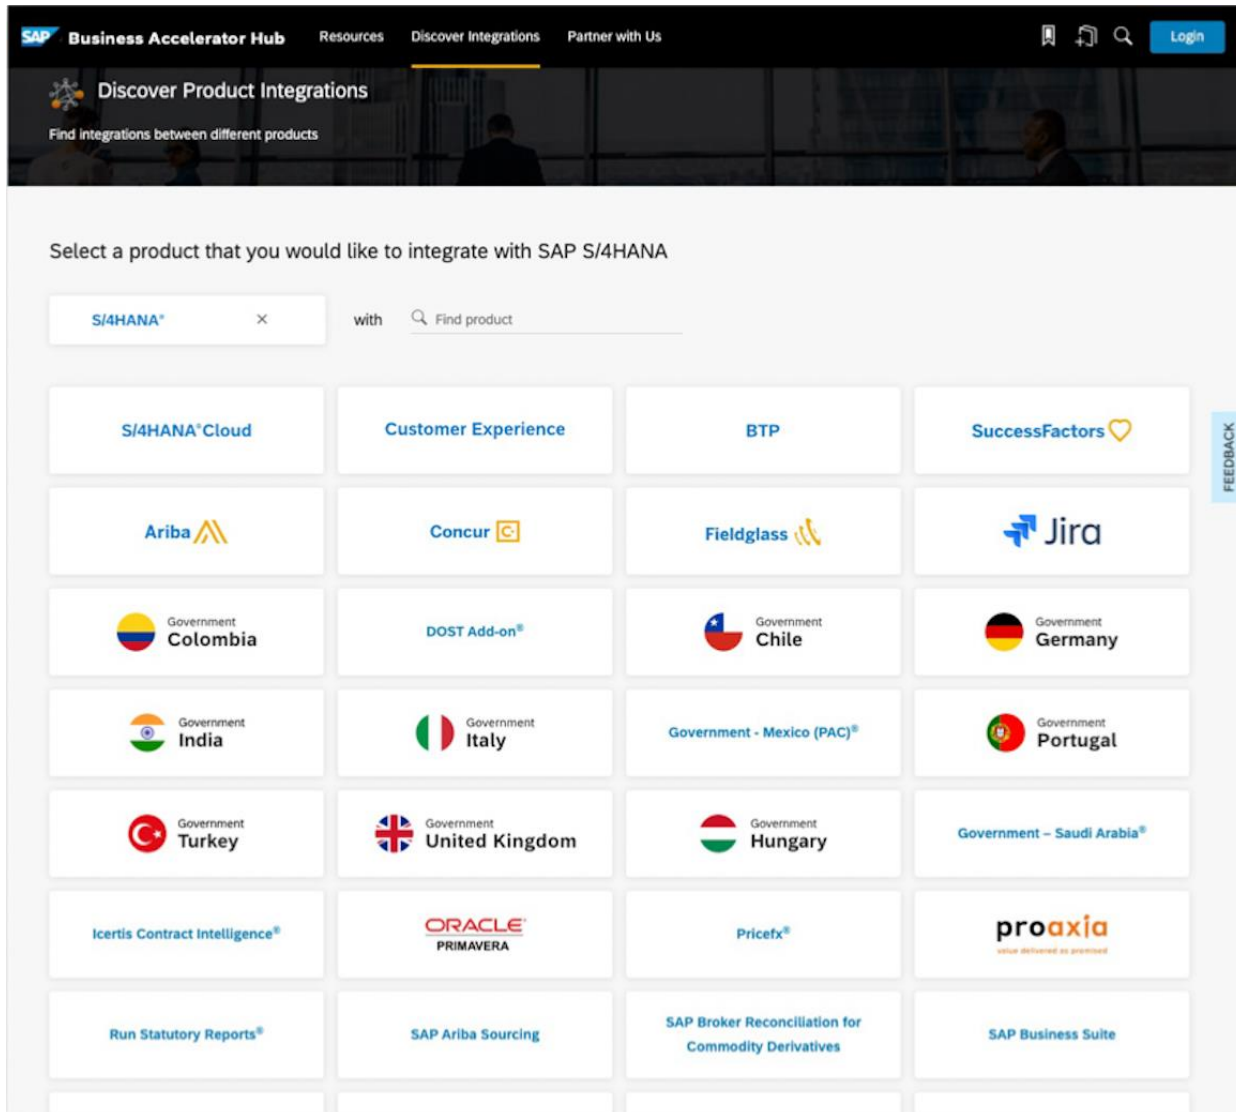 SAP Business Accelerator Hub Resources Discover Integrations Partner with Us Login
Discover Product Integrations
Find integrations between different products
Select a product that you would like to integrate with SAP S/4HANA
S/4HANA® × with Find product
S/4HANA®Cloud Customer Experience BTP SuccessFactors
Ariba Concur C Fieldglass Jira
Government Government Government
Colombia DOST Add-on® Chile Germany
Government Government Government
India Italy Government - Mexico (PAC)® Portugal
Government Government Government
Turkey United Kingdom Hungary Government – Saudi Arabia®
Icertis Contract Intelligence® ORACLE® Pricefx® proaxia
PRIMAVERA value delivered as promised
Run Statutory Reports® SAP Ariba Sourcing SAP Broker Reconciliation for SAP Business Suite
Commodity Derivatives
FEEDBACK